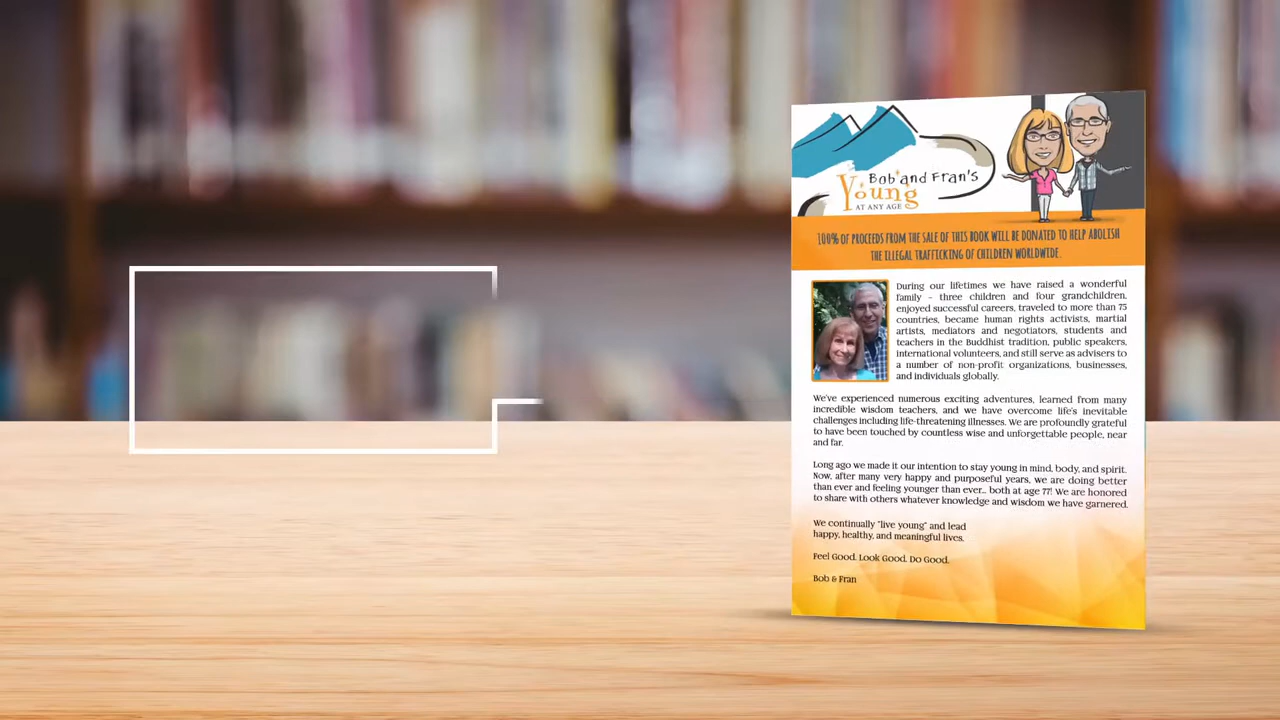 Bob and Fran's
Young
AT ANY AGE
100% OF PROCEEDS FROM THE SALE OF THIS BOOK WILL BE DONATED TO HELP ABOLISH
THE ILLEGAL TRAFFICKING OF CHILDREN WORLDWIDE.
During our lifetimes we have raised a wonderful
family – three children and four grandchildren,
enjoyed successful careers, traveled to more than 75
countries, became human rights activists, martial
artists, mediators and negotiators, students and
teachers in the Buddhist tradition, public speakers,
international volunteers, and still serve as advisers to
a number of non-profit organizations, businesses,
and individuals globally.
We've experienced numerous exciting adventures, learned from many
incredible wisdom teachers, and we have overcome life's inevitable
challenges including life-threatening illnesses. We are profoundly grateful
to have been touched by countless wise and unforgettable people, near
and far.
Long ago we made it our intention to stay young in mind, body, and spirit.
Now, after many very happy and purposeful years, we are doing better
than ever and feeling younger than ever... both at age 77! We are honored
to share with others whatever knowledge and wisdom we have garnered.
We continually "live young" and lead
happy, healthy, and meaningful lives.
Feel Good. Look Good. Do Good.
Bob & Fran